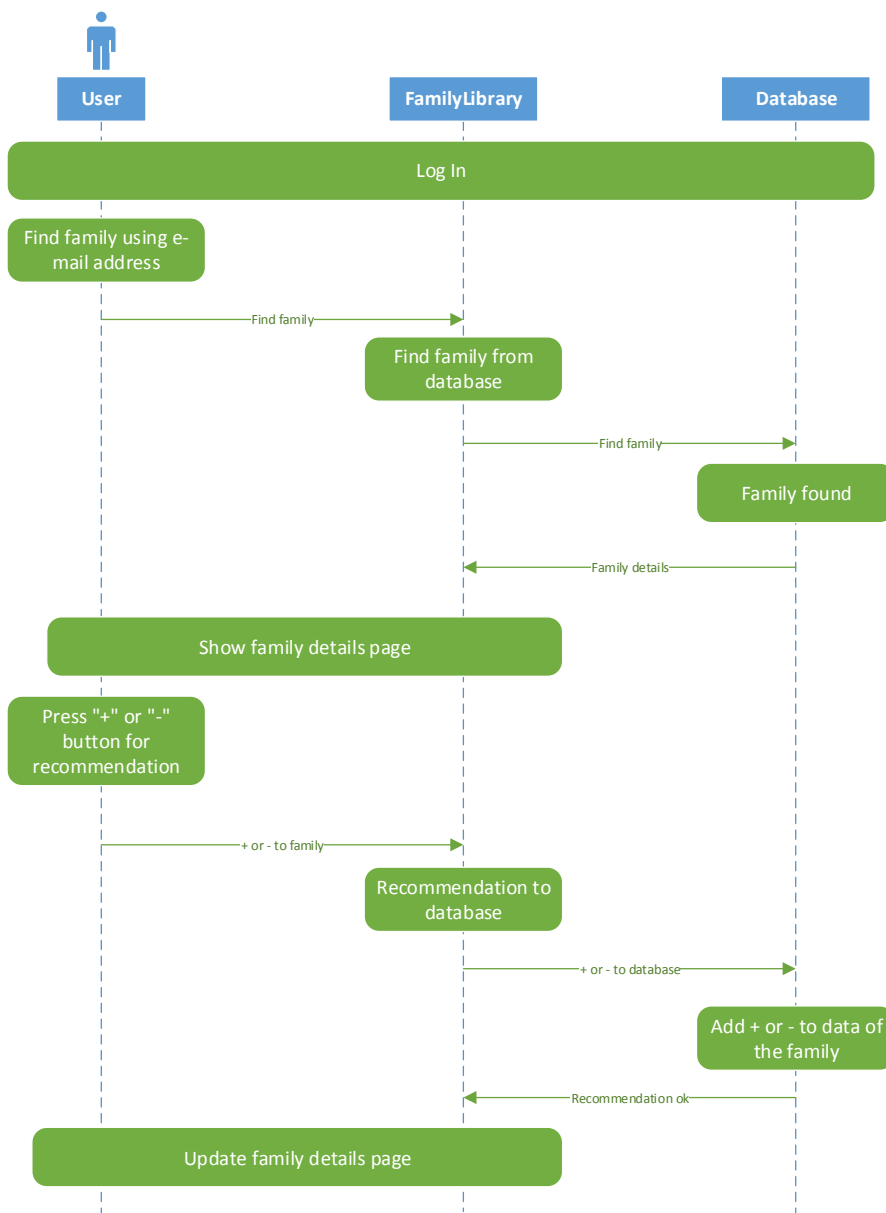 User
FamilyLibrary
Database
Log In
Find family using e-
mail address
Find family
Find family from
database
Find family
Family found
Family details
Show family details page
Press "+" or "-"
button for
recommendation
+ or - to family
Recommendation to
database
+ or - to database
Add + or - to data of
the family
Recommendation ok
Update family details page